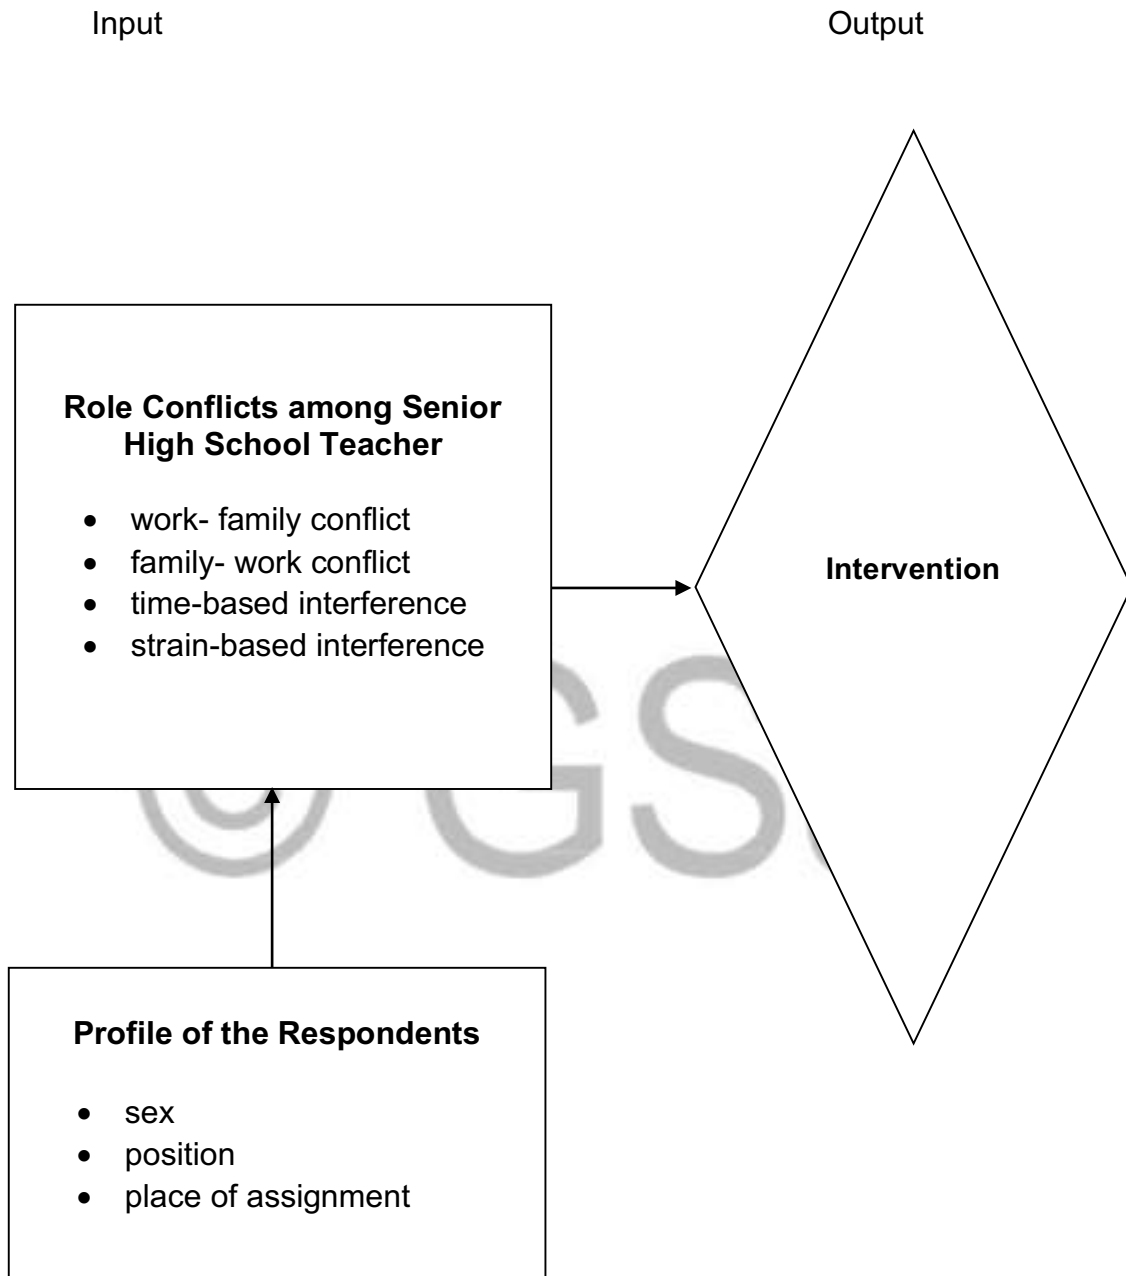 Input
Output
Role Conflicts among Senior
High School Teacher
• work- family conflict
• family- work conflict
• time-based interference
• strain-based interference
Intervention
© GS
Profile of the Respondents
• sex
• position
• place of assignment